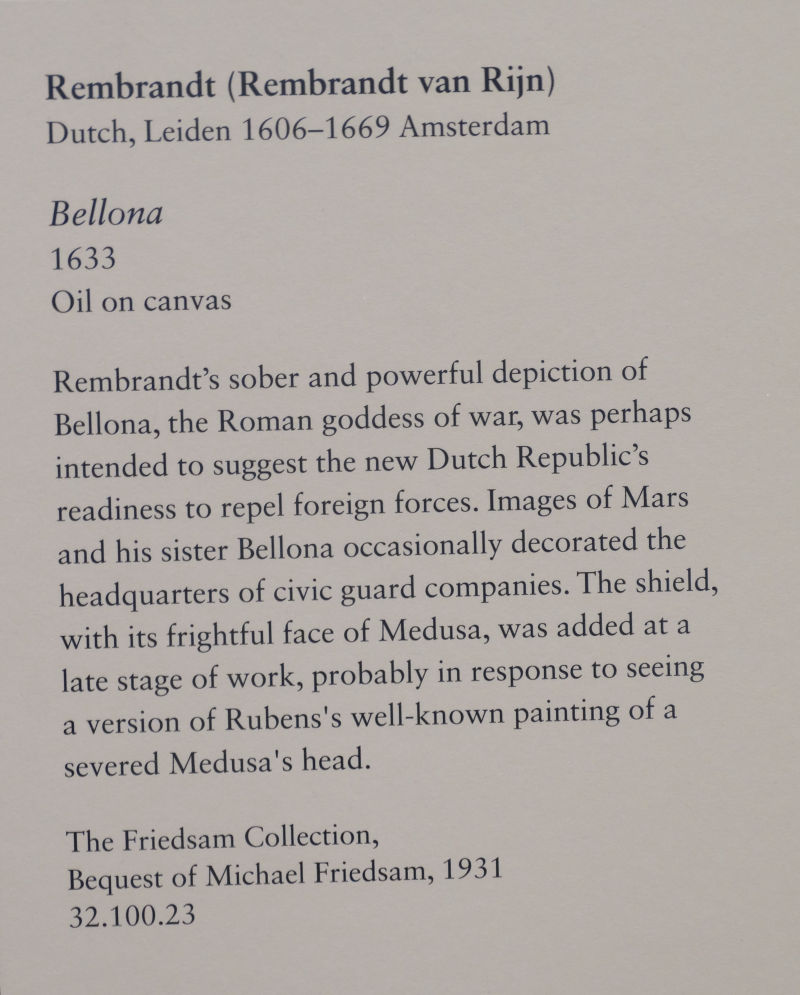 Rembrandt (Rembrandt van Rijn)
Dutch, Leiden 1606–1669 Amsterdam
Bellona
1633
Oil on canvas
Rembrandt’s sober and powerful depiction of
Bellona, the Roman goddess of war, was perhaps
intended to suggest the new Dutch Republic’s
readiness to repel foreign forces. Images of Mars
and his sister Bellona occasionally decorated the
headquarters of civic guard companies. The shield,
with its frightful face of Medusa, was added at a
late stage of work, probably in response to seeing
a version of Rubens's well-known painting of a
severed Medusa's head.
The Friedsam Collection,
Bequest of Michael Friedsam, 1931
32.100.23